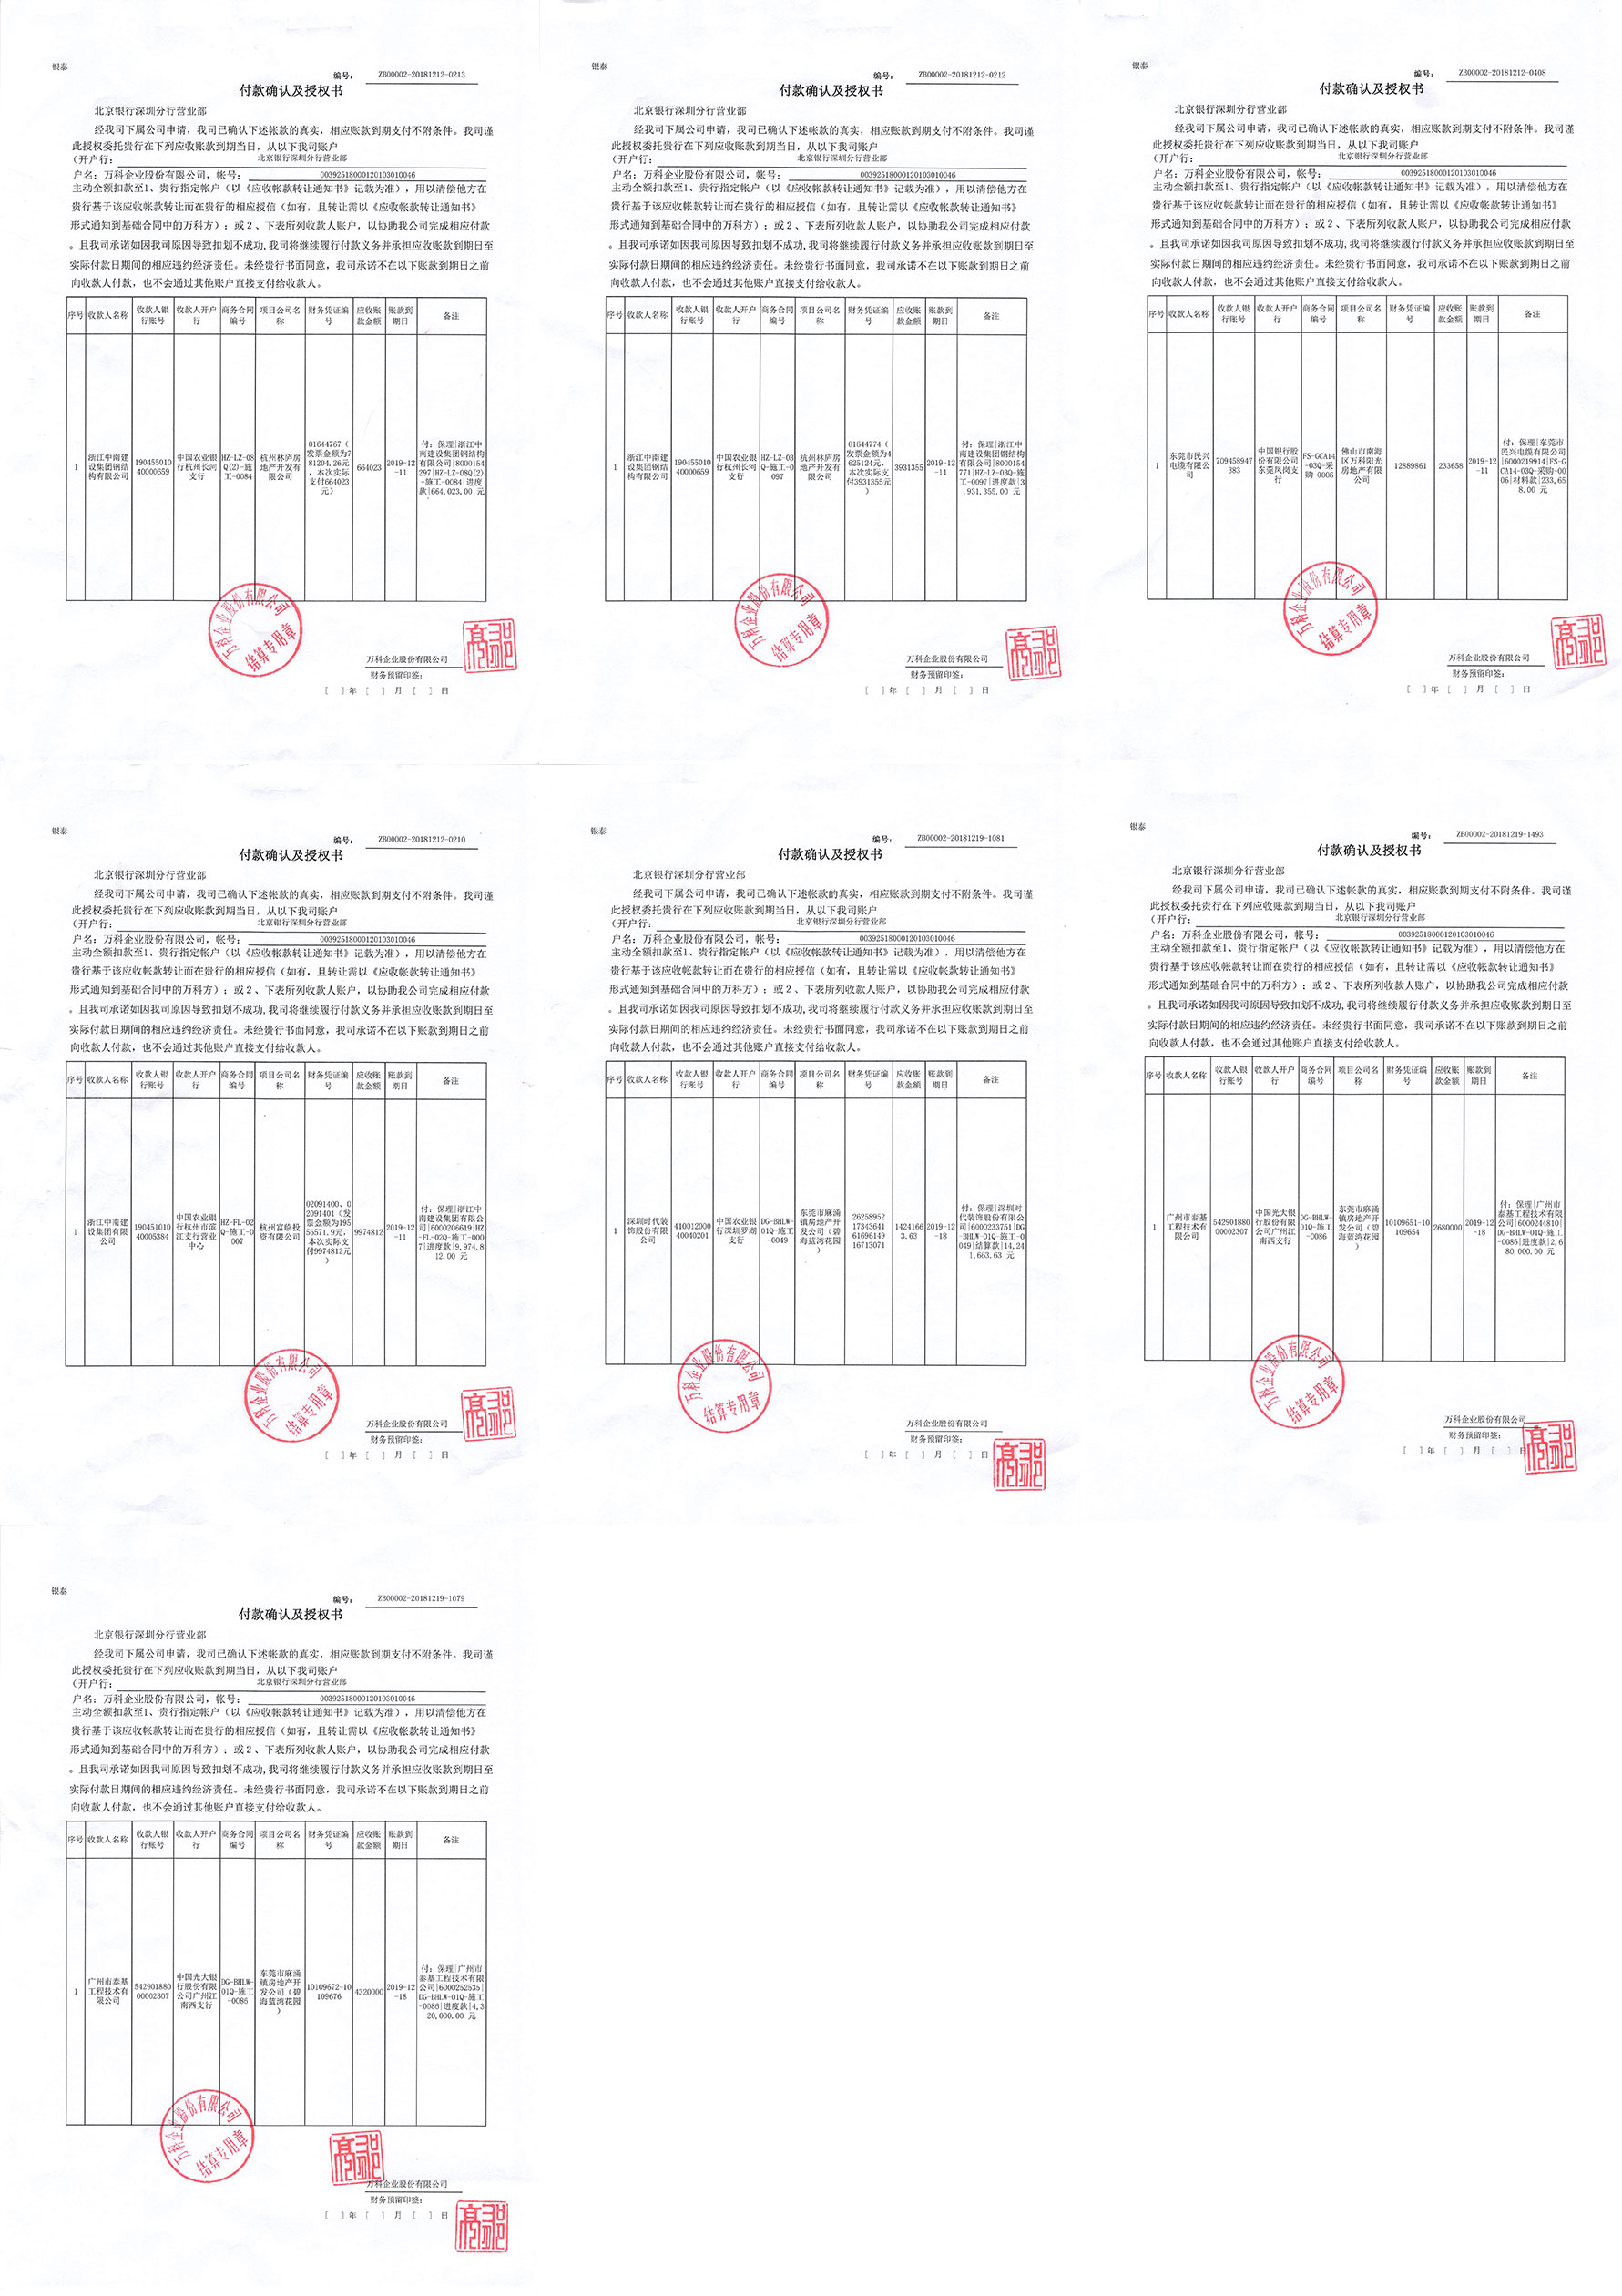 银泰
编号： ZB00002-20181212-0213
付款确认及授权书
北京银行深圳分行营业部
经我司下属公司申请，我司已确认下述帐款的真实，相应账款到期支付不附条件。我司谨
此授权委托贵行在下列应收账款到期当日，从以下我司账户
（开户行： 北京银行深圳分行营业部
户名：万科企业股份有限公司，帐号： 00392518000120103010046
主动全额扣款至1、贵行指定帐户（以《应收帐款转让通知书》记载为准），用以清偿他方在
贵行基于该应收帐款转让而在贵行的相应授信（如有，且转让需以《应收帐款转让通知书》
形式通知到基础合同中的万科方）；或２、下表所列收款人账户，以协助我公司完成相应付款
。且我司承诺如因我司原因导致扣划不成功,我司将继续履行付款义务并承担应收账款到期日至
实际付款日期间的相应违约经济责任。未经贵行书面同意，我司承诺不在以下账款到期日之前
向收款人付款，也不会通过其他账户直接支付给收款人。
序号 收款人名称 收款人银行账号 收款人开户行 商务合同编号 项目公司名称 财务凭证编号 应收账款金额 账款到期日 备注
1 浙江中南建设集团钢结构有限公司 19045501040000659 中国农业银行杭州长河支行 HZ-LZ-08Q(2)-施工-0084 杭州林庐房地产开发有限公司 01644767（发票金额为781204.26元，本次实际支付664023元） 664023 2019-12-11 付：保理|浙江中南建设集团钢结构有限公司|8000154297|HZ-LZ-08Q(2)-施工-0084|进度款|664,023.00 元
万科企业股份有限公司
结算专用章
万科企业股份有限公司
财务预留印签：
[ ]年 [ ]月 [ ]日
银泰
编号： ZB00002-20181212-0212
付款确认及授权书
北京银行深圳分行营业部
经我司下属公司申请，我司已确认下述帐款的真实，相应账款到期支付不附条件。我司谨
此授权委托贵行在下列应收账款到期当日，从以下我司账户
（开户行： 北京银行深圳分行营业部
户名：万科企业股份有限公司，帐号： 00392518000120103010046
主动全额扣款至1、贵行指定帐户（以《应收帐款转让通知书》记载为准），用以清偿他方在
贵行基于该应收帐款转让而在贵行的相应授信（如有，且转让需以《应收帐款转让通知书》
形式通知到基础合同中的万科方）；或２、下表所列收款人账户，以协助我公司完成相应付款
。且我司承诺如因我司原因导致扣划不成功,我司将继续履行付款义务并承担应收账款到期日至
实际付款日期间的相应违约经济责任。未经贵行书面同意，我司承诺不在以下账款到期日之前
向收款人付款，也不会通过其他账户直接支付给收款人。
序号 收款人名称 收款人银行账号 收款人开户行 商务合同编号 项目公司名称 财务凭证编号 应收账款金额 账款到期日 备注
1 浙江中南建设集团钢结构有限公司 19045501040000659 中国农业银行杭州长河支行 HZ-LZ-03Q-施工-0097 杭州林庐房地产开发有限公司 01644774（发票金额为4625124元，本次实际支付3931355元） 3931355 2019-12-11 付：保理|浙江中南建设集团钢结构有限公司|8000154771|HZ-LZ-03Q-施工-0097|进度款|3,931,355.00 元
万科企业股份有限公司
结算专用章
万科企业股份有限公司
财务预留印签：
[ ]年 [ ]月 [ ]日
银泰
编号： ZB00002-20181212-0408
付款确认及授权书
北京银行深圳分行营业部
经我司下属公司申请，我司已确认下述帐款的真实，相应账款到期支付不附条件。我司谨
此授权委托贵行在下列应收账款到期当日，从以下我司账户
（开户行： 北京银行深圳分行营业部
户名：万科企业股份有限公司，帐号： 00392518000120103010046
主动全额扣款至1、贵行指定帐户（以《应收帐款转让通知书》记载为准），用以清偿他方在
贵行基于该应收帐款转让而在贵行的相应授信（如有，且转让需以《应收帐款转让通知书》
形式通知到基础合同中的万科方）；或２、下表所列收款人账户，以协助我公司完成相应付款
。且我司承诺如因我司原因导致扣划不成功,我司将继续履行付款义务并承担应收账款到期日至
实际付款日期间的相应违约经济责任。未经贵行书面同意，我司承诺不在以下账款到期日之前
向收款人付款，也不会通过其他账户直接支付给收款人。
序号 收款人名称 收款人银行账号 收款人开户行 商务合同编号 项目公司名称 财务凭证编号 应收账款金额 账款到期日 备注
1 东莞市民兴电缆有限公司 709458947383 中国银行股份有限公司东莞凤岗支行 FS-GCA14-03Q-采购-0006 佛山市南海区万科阳光房地产有限公司 12889861 233658 2019-12-11 付：保理|东莞市民兴电缆有限公司|6000219914|FS-GCA14-03Q-采购-0006|材料款|233,658.00 元
万科企业股份有限公司
结算专用章
万科企业股份有限公司
财务预留印签：
[ ]年 [ ]月 [ ]日
银泰
编号： ZB00002-20181212-0210
付款确认及授权书
北京银行深圳分行营业部
经我司下属公司申请，我司已确认下述帐款的真实，相应账款到期支付不附条件。我司谨
此授权委托贵行在下列应收账款到期当日，从以下我司账户
（开户行： 北京银行深圳分行营业部
户名：万科企业股份有限公司，帐号： 00392518000120103010046
主动全额扣款至1、贵行指定帐户（以《应收帐款转让通知书》记载为准），用以清偿他方在
贵行基于该应收帐款转让而在贵行的相应授信（如有，且转让需以《应收帐款转让通知书》
形式通知到基础合同中的万科方）；或２、下表所列收款人账户，以协助我公司完成相应付款
。且我司承诺如因我司原因导致扣划不成功,我司将继续履行付款义务并承担应收账款到期日至
实际付款日期间的相应违约经济责任。未经贵行书面同意，我司承诺不在以下账款到期日之前
向收款人付款，也不会通过其他账户直接支付给收款人。
序号 收款人名称 收款人银行账号 收款人开户行 商务合同编号 项目公司名称 财务凭证编号 应收账款金额 账款到期日 备注
1 浙江中南建设集团有限公司 19045101040005384 中国农业银行杭州市滨江支行营业中心 HZ-FL-02Q-施工-0007 杭州富临投资有限公司 02091400、02091401（发票金额为19556571.9元，本次实际支付9974812元） 9974812 2019-12-11 付：保理|浙江中南建设集团有限公司|6000206619|HZ-FL-02Q-施工-0007|进度款|9,974,812.00 元
万科企业股份有限公司
结算专用章
万科企业股份有限公司
财务预留印签：
[ ]年 [ ]月 [ ]日
银泰
编号： ZB00002-20181219-1081
付款确认及授权书
北京银行深圳分行营业部
经我司下属公司申请，我司已确认下述帐款的真实，相应账款到期支付不附条件。我司谨
此授权委托贵行在下列应收账款到期当日，从以下我司账户
（开户行： 北京银行深圳分行营业部
户名：万科企业股份有限公司，帐号： 00392518000120103010046
主动全额扣款至1、贵行指定帐户（以《应收帐款转让通知书》记载为准），用以清偿他方在
贵行基于该应收帐款转让而在贵行的相应授信（如有，且转让需以《应收帐款转让通知书》
形式通知到基础合同中的万科方）；或２、下表所列收款人账户，以协助我公司完成相应付款
。且我司承诺如因我司原因导致扣划不成功,我司将继续履行付款义务并承担应收账款到期日至
实际付款日期间的相应违约经济责任。未经贵行书面同意，我司承诺不在以下账款到期日之前
向收款人付款，也不会通过其他账户直接支付给收款人。
序号 收款人名称 收款人银行账号 收款人开户行 商务合同编号 项目公司名称 财务凭证编号 应收账款金额 账款到期日 备注
1 深圳时代装饰股份有限公司 41001200040040201 中国农业银行深圳罗湖支行 DG-BHLW-01Q-施工-0049 东莞市麻涌镇房地产开发公司（碧海蓝湾花园） 26258952173436416169614916713071 14241663.63 2019-12-18 付：保理|深圳时代装饰股份有限公司|6000233751|DG-BHLW-01Q-施工-0049|结算款|14,241,663.63 元
万科企业股份有限公司
结算专用章
万科企业股份有限公司
财务预留印签：
[ ]年 [ ]月 [ ]日
银泰
编号： ZB00002-20181219-1493
付款确认及授权书
北京银行深圳分行营业部
经我司下属公司申请，我司已确认下述帐款的真实，相应账款到期支付不附条件。我司谨
此授权委托贵行在下列应收账款到期当日，从以下我司账户
（开户行： 北京银行深圳分行营业部
户名：万科企业股份有限公司，帐号： 00392518000120103010046
主动全额扣款至1、贵行指定帐户（以《应收帐款转让通知书》记载为准），用以清偿他方在
贵行基于该应收帐款转让而在贵行的相应授信（如有，且转让需以《应收帐款转让通知书》
形式通知到基础合同中的万科方）；或２、下表所列收款人账户，以协助我公司完成相应付款
。且我司承诺如因我司原因导致扣划不成功,我司将继续履行付款义务并承担应收账款到期日至
实际付款日期间的相应违约经济责任。未经贵行书面同意，我司承诺不在以下账款到期日之前
向收款人付款，也不会通过其他账户直接支付给收款人。
序号 收款人名称 收款人银行账号 收款人开户行 商务合同编号 项目公司名称 财务凭证编号 应收账款金额 账款到期日 备注
1 广州市泰基工程技术有限公司 54290188000002307 中国光大银行股份有限公司广州江南西支行 DG-BHLW-01Q-施工-0086 东莞市麻涌镇房地产开发公司（碧海蓝湾花园） 10109651-10109654 2680000 2019-12-18 付：保理|广州市泰基工程技术有限公司|6000244810|DG-BHLW-01Q-施工-0086|进度款|2,680,000.00 元
万科企业股份有限公司
结算专用章
万科企业股份有限公司
财务预留印签：
[ ]年 [ ]月 [ ]日
银泰
编号： ZB00002-20181219-1079
付款确认及授权书
北京银行深圳分行营业部
经我司下属公司申请，我司已确认下述帐款的真实，相应账款到期支付不附条件。我司谨
此授权委托贵行在下列应收账款到期当日，从以下我司账户
（开户行： 北京银行深圳分行营业部
户名：万科企业股份有限公司，帐号： 00392518000120103010046
主动全额扣款至1、贵行指定帐户（以《应收帐款转让通知书》记载为准），用以清偿他方在
贵行基于该应收帐款转让而在贵行的相应授信（如有，且转让需以《应收帐款转让通知书》
形式通知到基础合同中的万科方）；或２、下表所列收款人账户，以协助我公司完成相应付款
。且我司承诺如因我司原因导致扣划不成功,我司将继续履行付款义务并承担应收账款到期日至
实际付款日期间的相应违约经济责任。未经贵行书面同意，我司承诺不在以下账款到期日之前
向收款人付款，也不会通过其他账户直接支付给收款人。
序号 收款人名称 收款人银行账号 收款人开户行 商务合同编号 项目公司名称 财务凭证编号 应收账款金额 账款到期日 备注
1 广州市泰基工程技术有限公司 54290188000002307 中国光大银行股份有限公司广州江南西支行 DG-BHLW-01Q-施工-0086 东莞市麻涌镇房地产开发公司（碧海蓝湾花园） 10109672-10109676 4320000 2019-12-18 付：保理|广州市泰基工程技术有限公司|6000252535|DG-BHLW-01Q-施工-0086|进度款|4,320,000.00 元
万科企业股份有限公司
结算专用章
万科企业股份有限公司
财务预留印签：
[ ]年 [ ]月 [ ]日